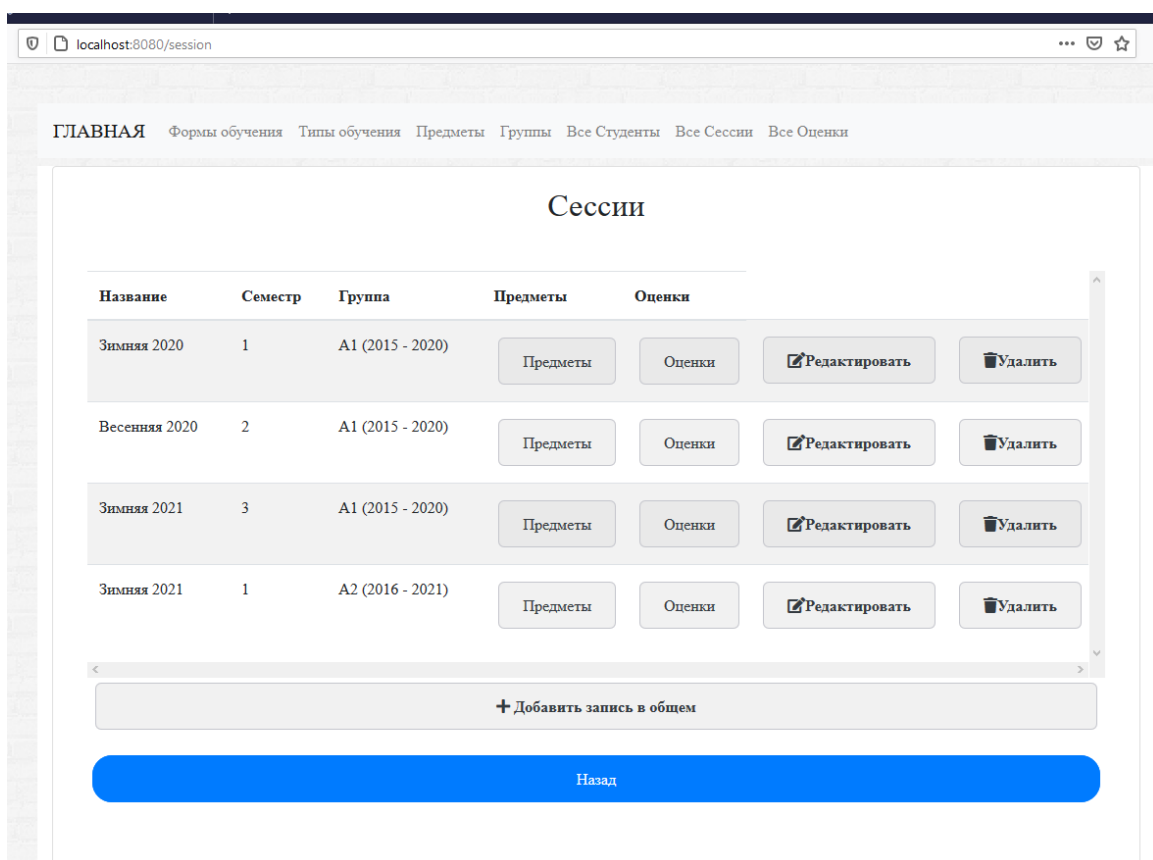 localhost:8080/session
ГЛАВНАЯ Формы обучения Типы обучения Предметы Группы Все Студенты Все Сессии Все Оценки
Сессии
Название Семестр Группа Предметы Оценки
Зимняя 2020 1 А1 (2015 - 2020) Предметы Оценки Редактировать Удалить
Весенняя 2020 2 А1 (2015 - 2020) Предметы Оценки Редактировать Удалить
Зимняя 2021 3 А1 (2015 - 2020) Предметы Оценки Редактировать Удалить
Зимняя 2021 1 А2 (2016 - 2021) Предметы Оценки Редактировать Удалить
Добавить запись в общем
Назад